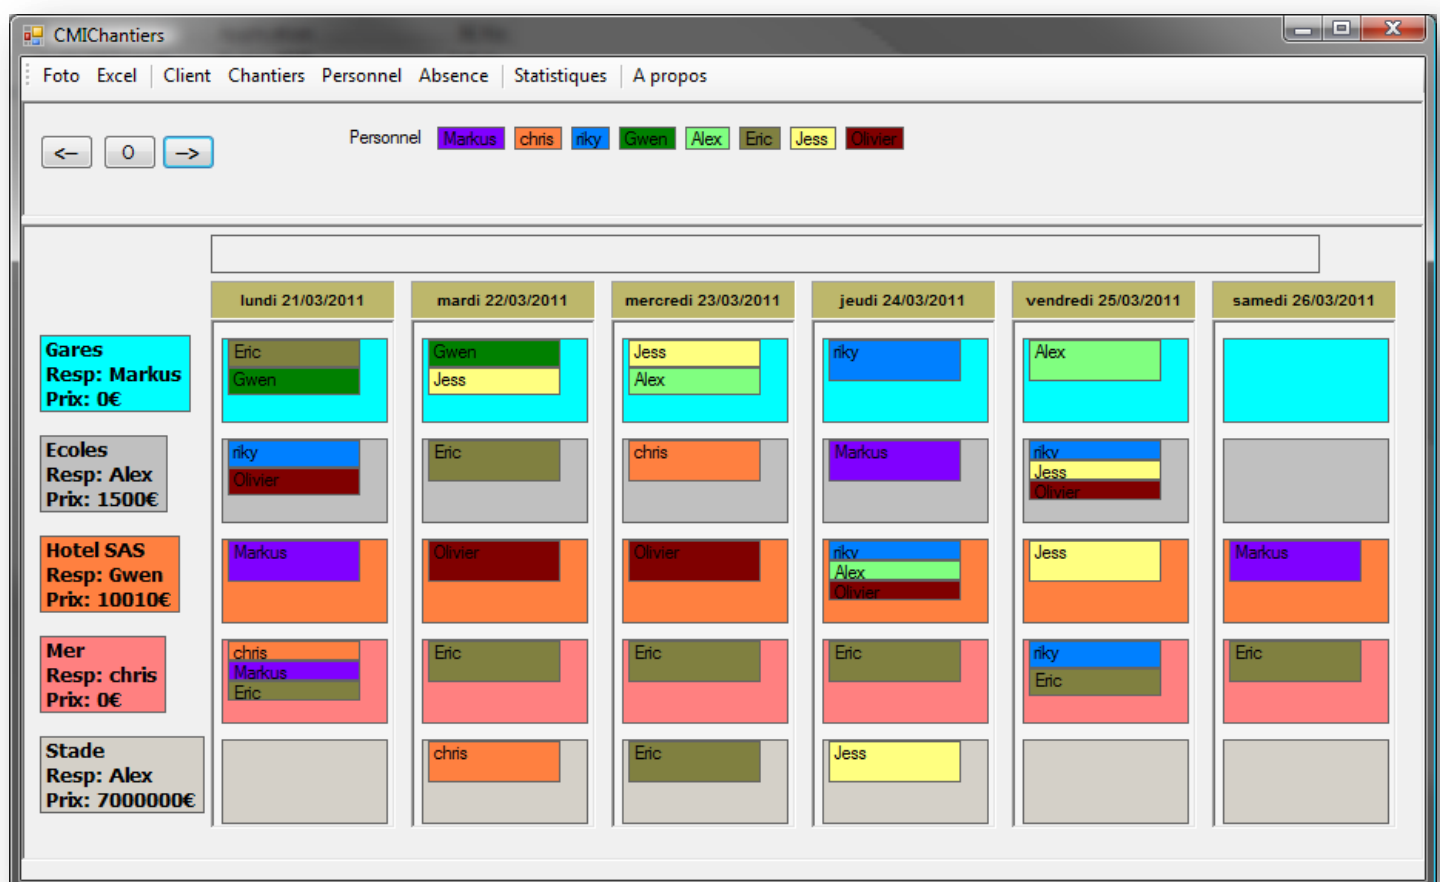 CMIChantiers
Foto Excel Client Chantiers Personnel Absence Statistiques A propos
<-- O --> Personnel Markus chris riky Gwen Alex Eric Jess Olivier
lundi 21/03/2011 mardi 22/03/2011 mercredi 23/03/2011 jeudi 24/03/2011 vendredi 25/03/2011 samedi 26/03/2011
Gares
Resp: Markus
Prix: 0€
Eric
Gwen
Gwen
Jess
Jess
Alex
riky
Alex
Ecoles
Resp: Alex
Prix: 1500€
riky
Olivier
Eric
chris
Markus
riky
Jess
Olivier
Hotel SAS
Resp: Gwen
Prix: 10010€
Markus
Olivier
Olivier
riky
Alex
Olivier
Jess
Markus
Mer
Resp: chris
Prix: 0€
chris
Markus
Eric
Eric
Eric
Eric
riky
Eric
Eric
Stade
Resp: Alex
Prix: 7000000€
chris
Eric
Jess